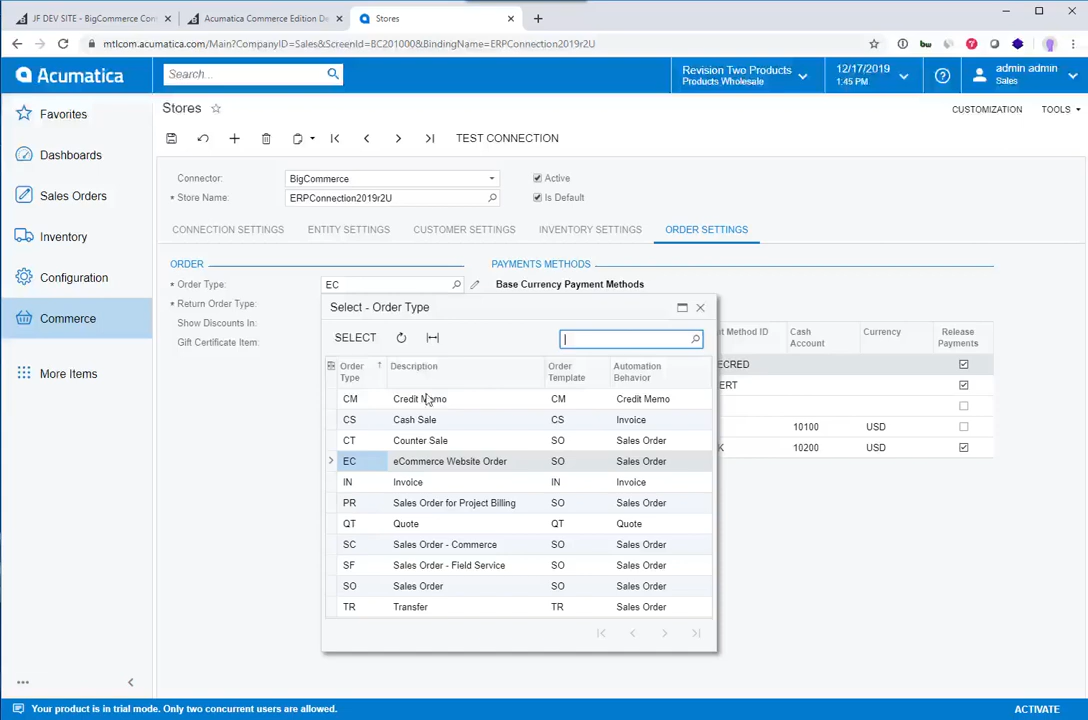 JF DEV SITE - BigCommerce Con
Acumatica Commerce Edition De
Stores
mtlcom.acumatica.com/Main?CompanyID=Sales&ScreenId=BC201000&BindingName=ERPConnection2019r2U
Acumatica
Search...
Revision Two Products
Products Wholesale
12/17/2019
1:45 PM
admin admin
Sales
Favorites
Dashboards
Sales Orders
Inventory
Configuration
Commerce
More Items
Stores
CUSTOMIZATION
TOOLS
TEST CONNECTION
Connector:
BigCommerce
Active
* Store Name:
ERPConnection2019r2U
Is Default
CONNECTION SETTINGS
ENTITY SETTINGS
CUSTOMER SETTINGS
INVENTORY SETTINGS
ORDER SETTINGS
ORDER
* Order Type:
EC
* Return Order Type:
Show Discounts In:
Gift Certificate Item:
PAYMENTS METHODS
Base Currency Payment Methods
t Method ID
Cash Account
Currency
Release Payments
ECRED
ERT
10100 USD
K 10200 USD
Select - Order Type
SELECT
Order Type
Description
Order Template
Automation Behavior
CM Credit Memo CM Credit Memo
CS Cash Sale CS Invoice
CT Counter Sale SO Sales Order
EC eCommerce Website Order SO Sales Order
IN Invoice IN Invoice
PR Sales Order for Project Billing SO Sales Order
QT Quote QT Quote
SC Sales Order - Commerce SO Sales Order
SF Sales Order - Field Service SO Sales Order
SO Sales Order SO Sales Order
TR Transfer TR Sales Order
Your product is in trial mode. Only two concurrent users are allowed.
ACTIVATE